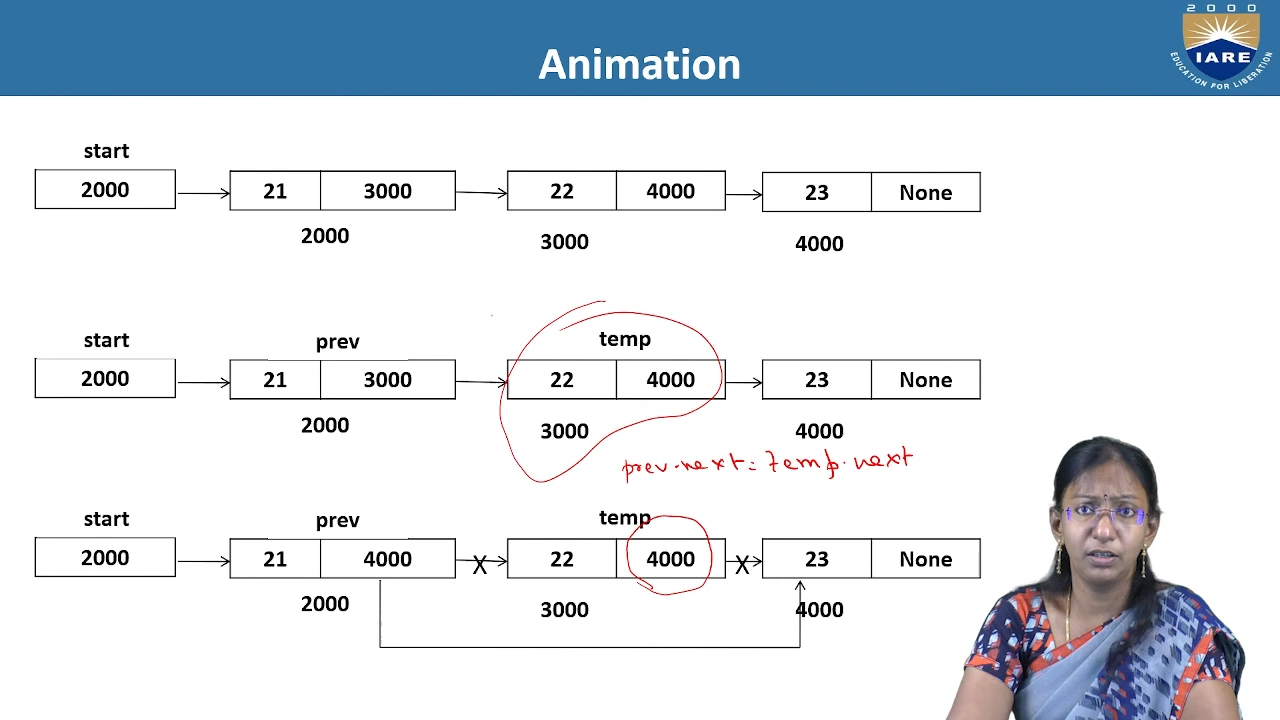 2000
IARE
EDUCATION FOR LIBERATION
Animation
start
2000 21 3000 22 4000 23 None
2000 3000 4000
start prev temp
2000 21 3000 22 4000 23 None
2000 3000 4000
prev.next=temp.next
start prev temp
2000 21 4000 X 22 4000 X 23 None
2000 3000 4000